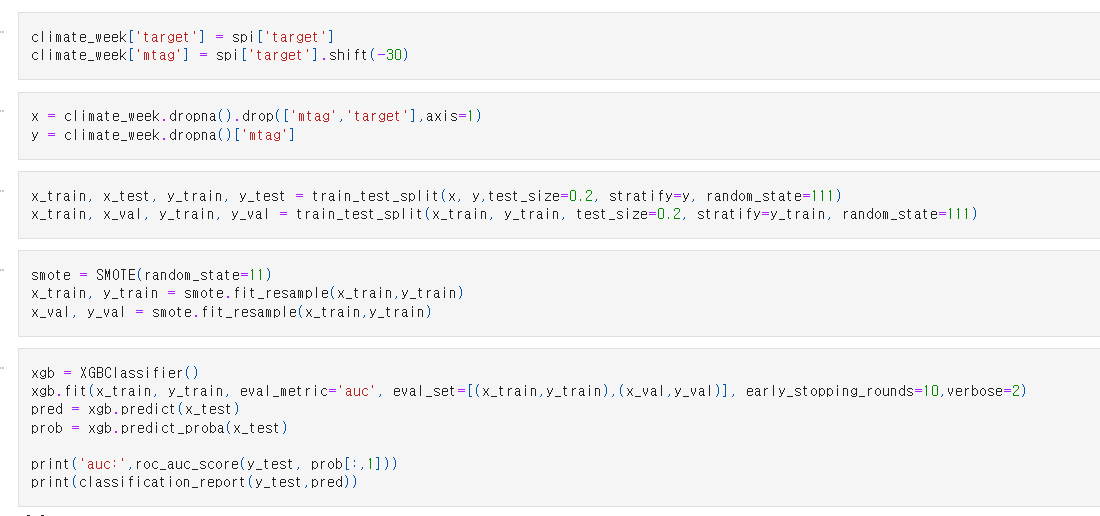 climate_week['target'] = spi['target']
climate_week['mtag'] = spi['target'].shift(-30)
x = climate_week.dropna().drop(['mtag','target'],axis=1)
y = climate_week.dropna()['mtag']
x_train, x_test, y_train, y_test = train_test_split(x, y,test_size=0.2, stratify=y, random_state=111)
x_train, x_val, y_train, y_val = train_test_split(x_train, y_train, test_size=0.2, stratify=y_train, random_state=111)
smote = SMOTE(random_state=11)
x_train, y_train = smote.fit_resample(x_train,y_train)
x_val, y_val = smote.fit_resample(x_train,y_train)
xgb = XGBClassifier()
xgb.fit(x_train, y_train, eval_metric='auc', eval_set=[(x_train,y_train),(x_val,y_val)], early_stopping_rounds=10,verbose=2)
pred = xgb.predict(x_test)
prob = xgb.predict_proba(x_test)
print('auc:',roc_auc_score(y_test, prob[:,1]))
print(classification_report(y_test,pred))